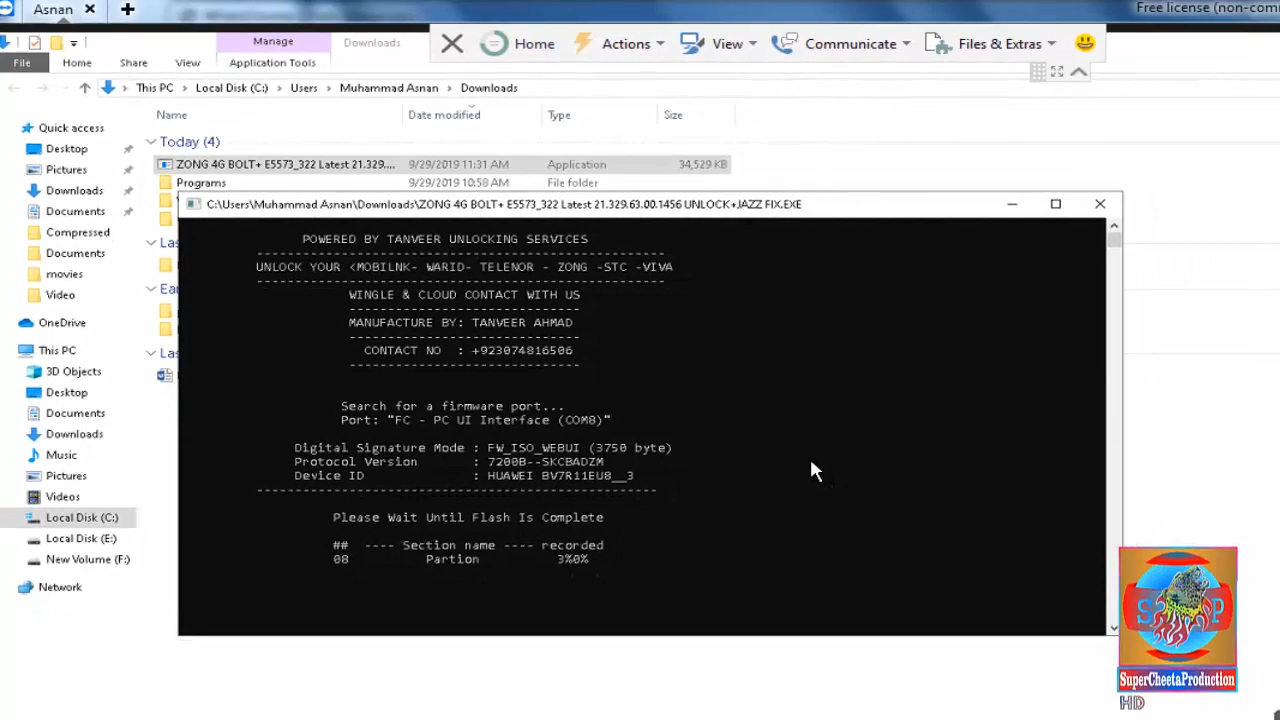 Asnan
Free license (non-com
Manage
Downloads
Home
Actions
View
Communicate
Files & Extras
File
Home
Share
View
Application Tools
This PC
Local Disk (C:)
Users
Muhammad Asnan
Downloads
Name
Date modified
Type
Size
Quick access
Desktop
Pictures
Downloads
Documents
Compressed
Documents
movies
Video
OneDrive
This PC
3D Objects
Desktop
Documents
Downloads
Music
Pictures
Videos
Local Disk (C:)
Local Disk (E:)
New Volume (F:)
Network
Today (4)
ZONG 4G BOLT+ E5573_322 Latest 21.329.... 9/29/2019 11:31 AM Application 34,529 KB
Programs 9/29/2019 10:58 AM File folder
Las
Ear
Las
C:\Users\Muhammad Asnan\Downloads\ZONG 4G BOLT+ E5573_322 Latest 21.329.63.00.1456 UNLOCK+JAZZ FIX.EXE
POWERED BY TANVEER UNLOCKING SERVICES
UNLOCK YOUR <MOBILNK- WARID- TELENOR - ZONG -STC -VIVA
WINGLE & CLOUD CONTACT WITH US
MANUFACTURE BY: TANVEER AHMAD
CONTACT NO : +923074816506
Search for a firmware port...
Port: "FC - PC UI Interface (COM8)"
Digital Signature Mode : FW_ISO_WEBUI (3750 byte)
Protocol Version : 7200B--SKCBADZM
Device ID : HUAWEI BV7R11EU8__3
Please Wait Until Flash Is Complete
## ---- Section name ---- recorded
08 Partion 3%0%
SCP
SuperCheetaProduction
HD